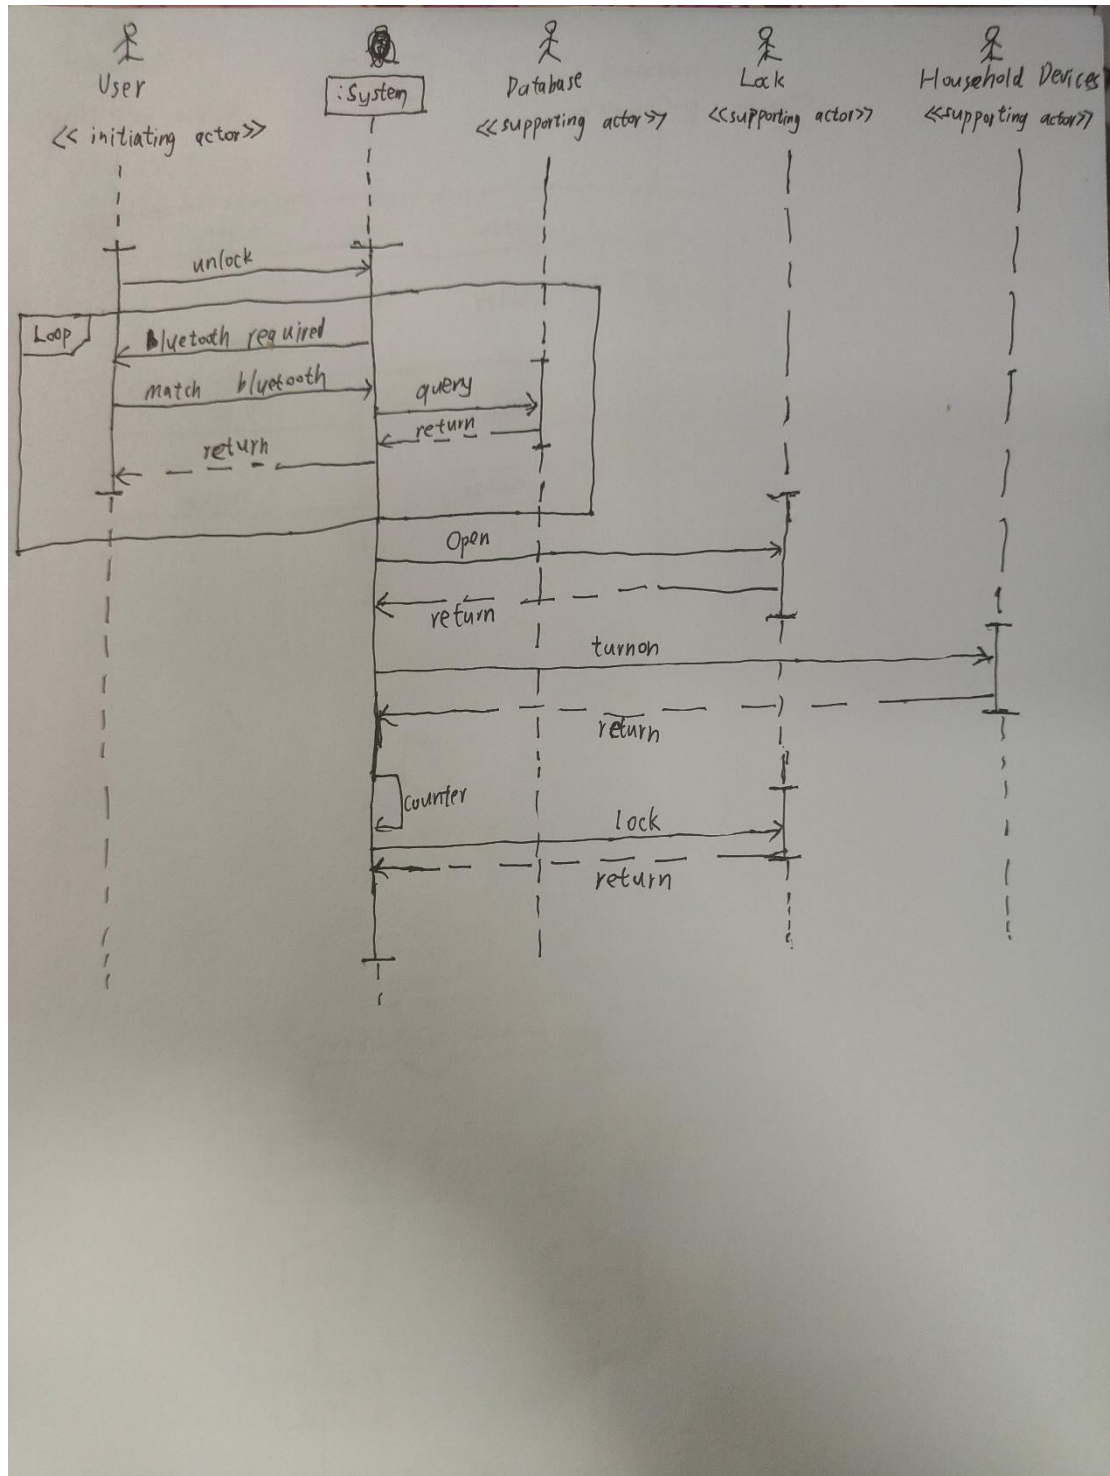 User
:System
Database
Lock
Household Devices
<< initiating actor>>
<<supporting actor>>
<<supporting actor>>
<<supporting actor>>
unlock
Loop
Bluetooth required
match bluetooth
query
return
return
Open
return
turnon
return
counter
lock
return